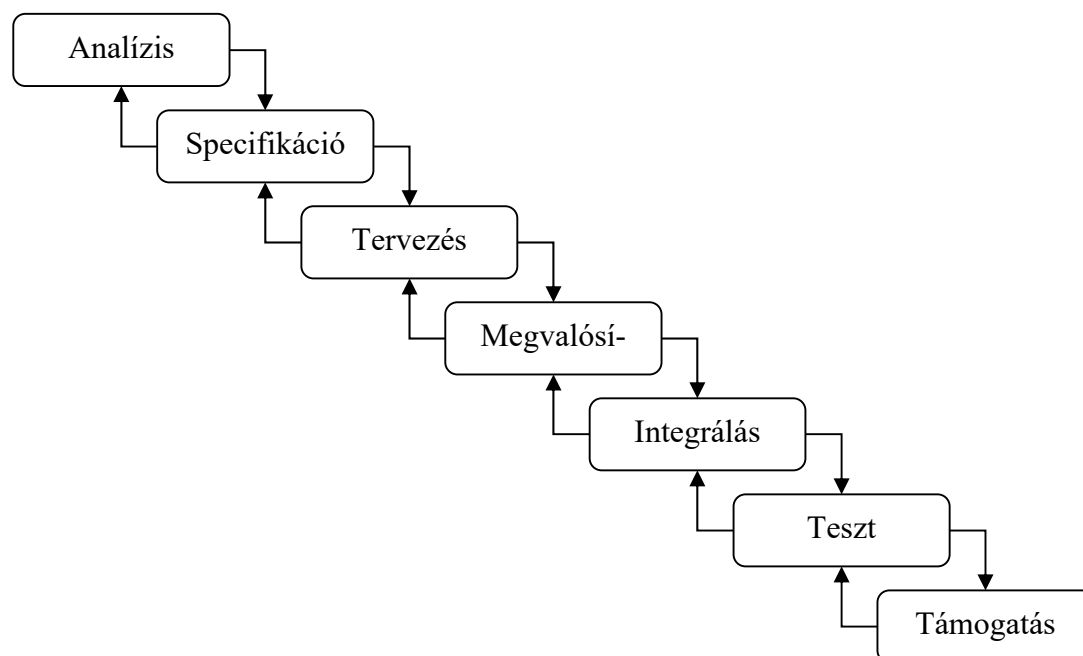 Analízis
Specifikáció
Tervezés
Megvalósí-
Integrálás
Teszt
Támogatás